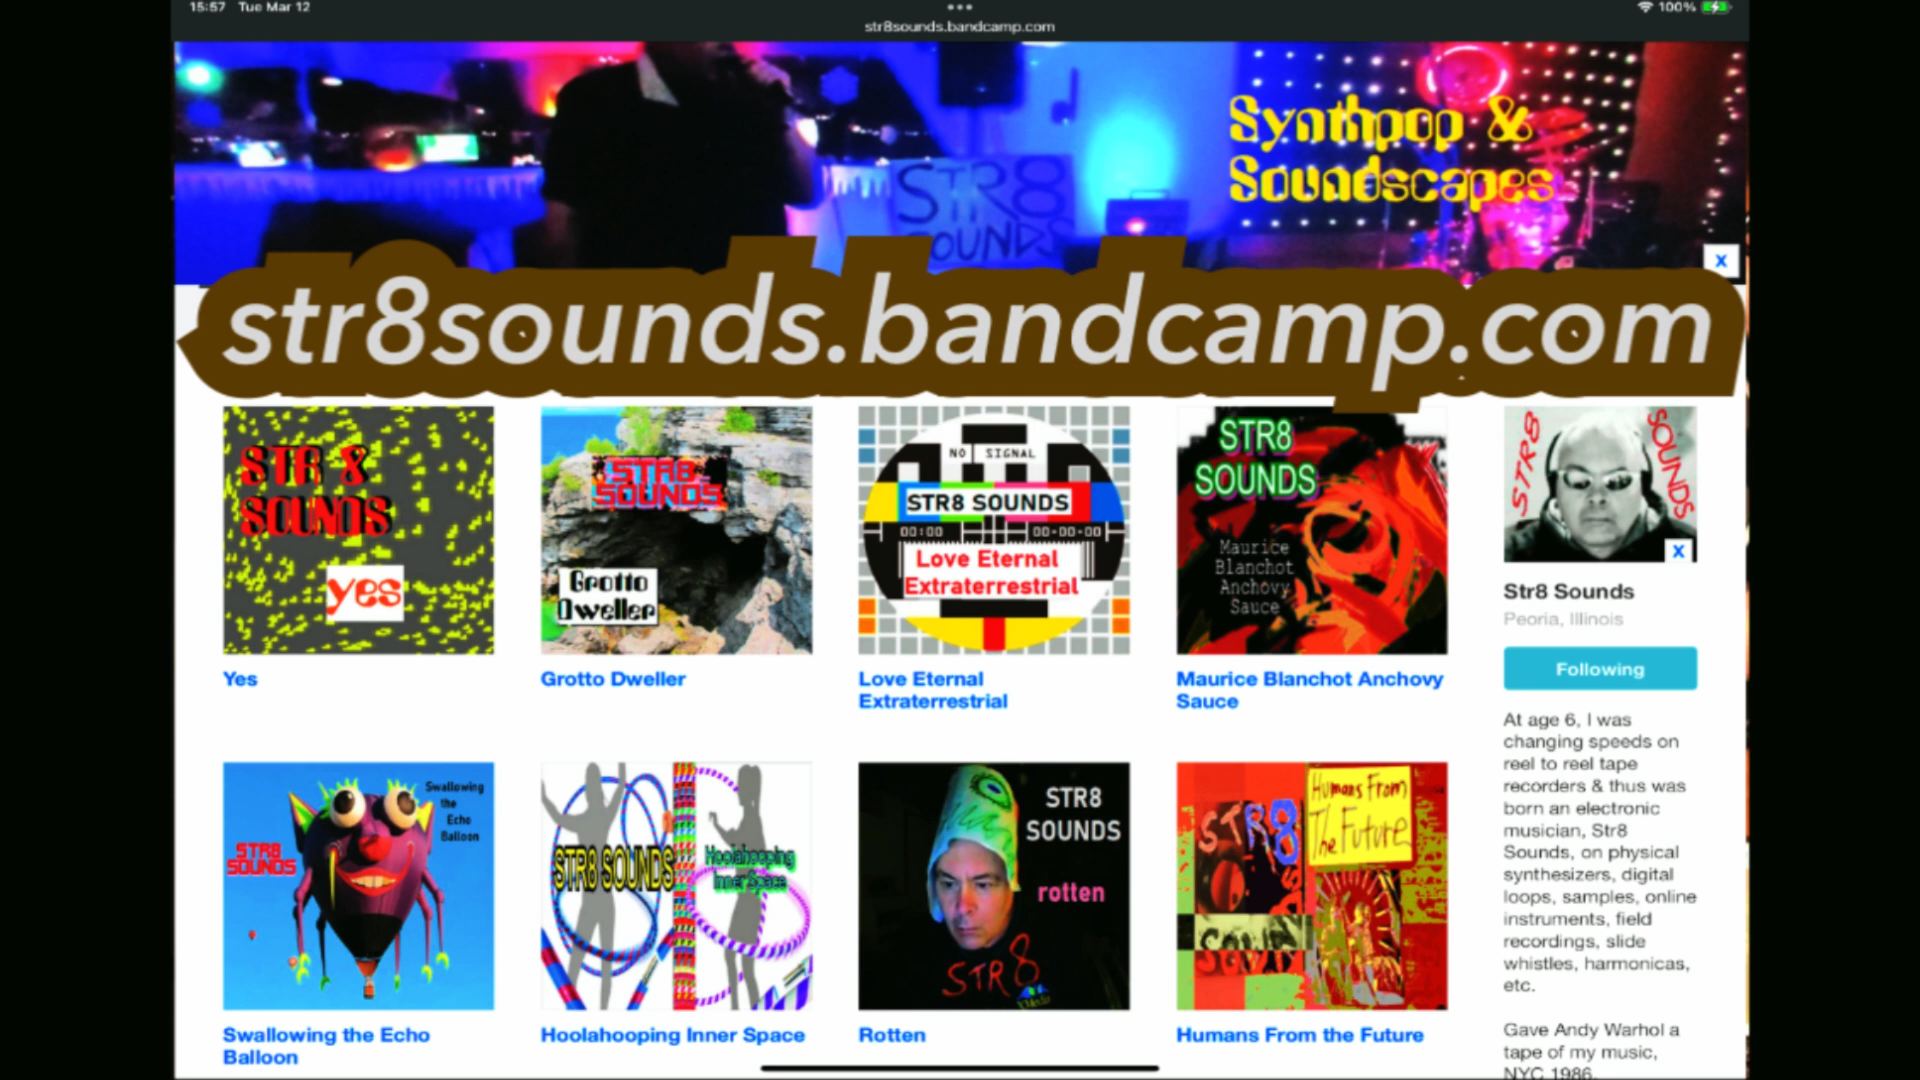 15:57 Tue Mar 12
str8sounds.bandcamp.com
100%
Synthpop &
Soundscapes
STR8
SOUNDS
X
str8sounds.bandcamp.com
STR 8
SOUNDS
yes
Yes
STR8
SOUNDS
Grotto
Dweller
Grotto Dweller
NO SIGNAL
STR8 SOUNDS
00:00 00-00-00
Love Eternal
Extraterrestrial
Love Eternal
Extraterrestrial
STR8
SOUNDS
Maurice
Blanchot
Anchovy
Sauce
Maurice Blanchot Anchovy
Sauce
STR8 SOUNDS
X
Str8 Sounds
Peoria, Illinois
Following
At age 6, I was
changing speeds on
reel to reel tape
recorders & thus was
born an electronic
musician, Str8
Sounds, on physical
synthesizers, digital
loops, samples, online
instruments, field
recordings, slide
whistles, harmonicas,
etc.
Gave Andy Warhol a
tape of my music,
NYC 1986.
Swallowing
the
Echo
Balloon
STR8
SOUNDS
Swallowing the Echo
Balloon
STR8 SOUNDS
Hoolahooping
Inner Space
Hoolahooping Inner Space
STR8
SOUNDS
rotten
STR8
Rotten
Humans From
The Future
STR8
Humans From the Future